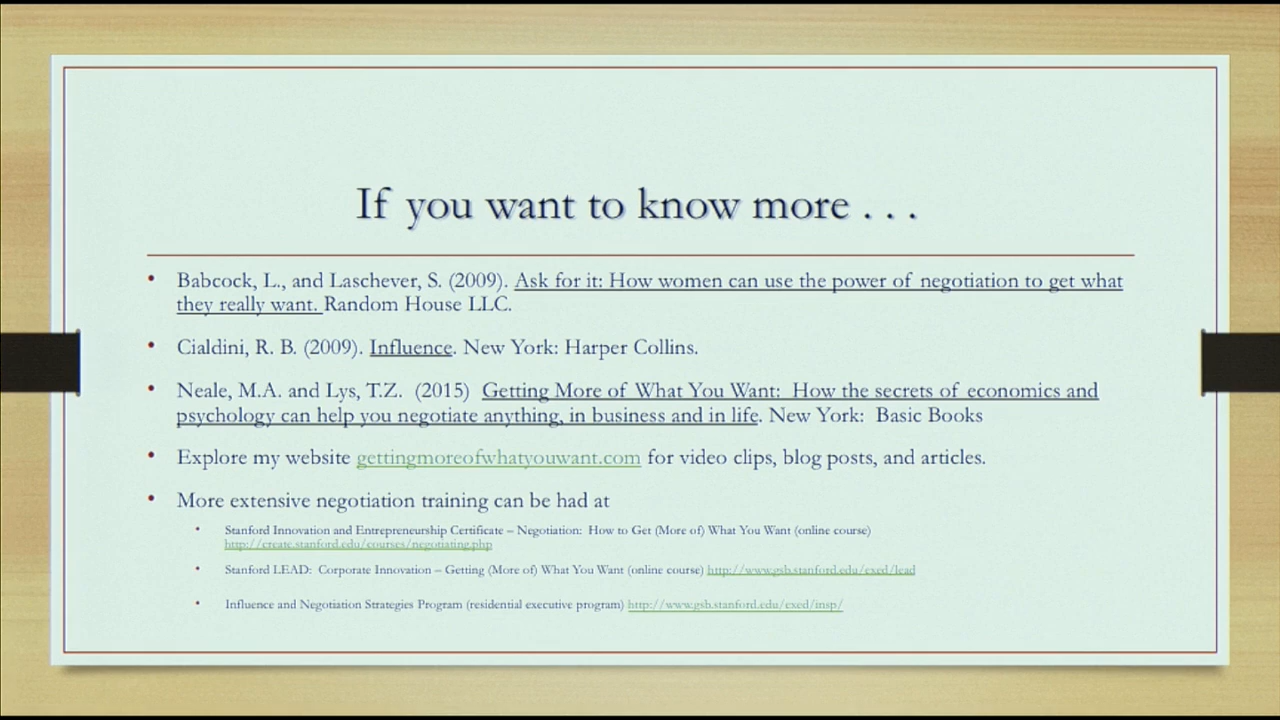 If you want to know more . . .
• Babcock, L., and Laschever, S. (2009). Ask for it: How women can use the power of negotiation to get what
they really want. Random House LLC.
• Cialdini, R. B. (2009). Influence. New York: Harper Collins.
• Neale, M.A. and Lys, T.Z. (2015) Getting More of What You Want: How the secrets of economics and
psychology can help you negotiate anything, in business and in life. New York: Basic Books
• Explore my website gettingmoreofwhatyouwant.com for video clips, blog posts, and articles.
• More extensive negotiation training can be had at
• Stanford Innovation and Entrepreneurship Certificate – Negotiation: How to Get (More of) What You Want (online course)
http://create.stanford.edu/courses/negotiating.php
• Stanford LEAD: Corporate Innovation – Getting (More of) What You Want (online course) http://www.gsb.stanford.edu/exed/lead
• Influence and Negotiation Strategies Program (residential executive program) http://www.gsb.stanford.edu/exed/insp/